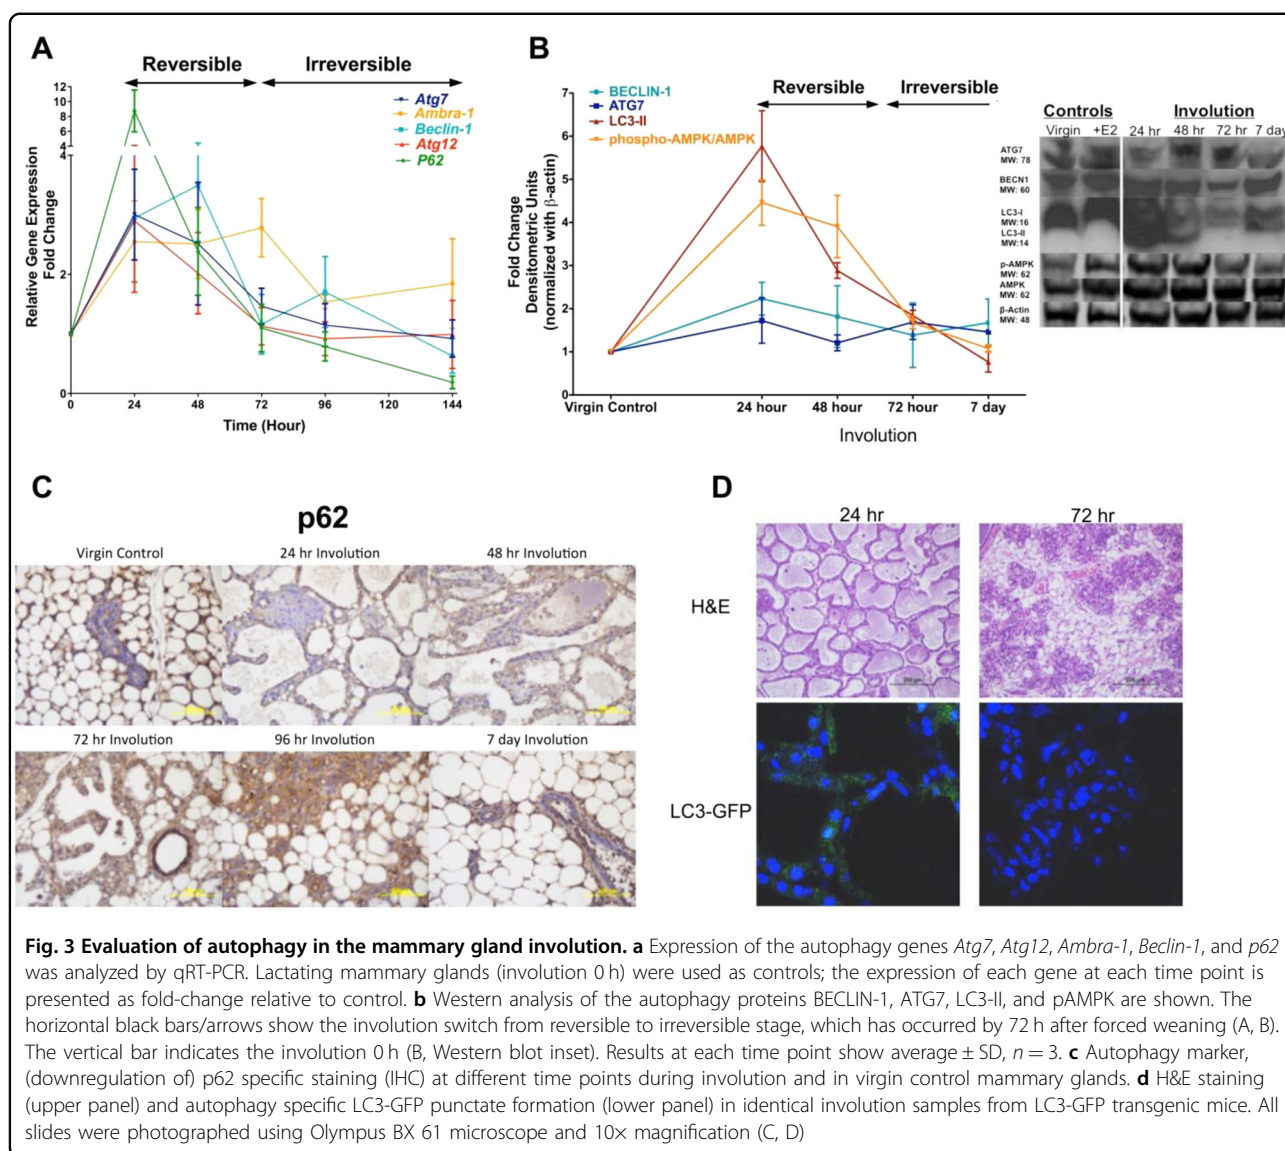 A
Reversible
Irreversible
Relative Gene Expression
Fold Change
12
10
8
6
4
4
2
0
Atg7
Ambra-1
Beclin-1
Atg12
P62
0 24 48 72 96 120 144
Time (Hour)
B
BECLIN-1
ATG7
LC3-II
phospho-AMPK/AMPK
Reversible
Irreversible
Fold Change
Densitometric Units
(normalized with β-actin)
7
6
5
4
3
2
1
0
Virgin Control 24 hour 48 hour 72 hour 7 day
Involution
Controls Involution
Virgin +E2 24 hr 48 hr 72 hr 7 day
ATG7
MW: 78
BECN1
MW: 60
LC3-I
MW:16
LC3-II
MW:14
p-AMPK
MW: 62
AMPK
MW: 62
β-Actin
MW: 48
C
p62
Virgin Control 24 hr Involution 48 hr Involution
72 hr Involution 96 hr Involution 7 day Involution
D
24 hr 72 hr
H&E
LC3-GFP
Fig. 3 Evaluation of autophagy in the mammary gland involution. a Expression of the autophagy genes Atg7, Atg12, Ambra-1, Beclin-1, and p62
was analyzed by qRT-PCR. Lactating mammary glands (involution 0 h) were used as controls; the expression of each gene at each time point is
presented as fold-change relative to control. b Western analysis of the autophagy proteins BECLIN-1, ATG7, LC3-II, and pAMPK are shown. The
horizontal black bars/arrows show the involution switch from reversible to irreversible stage, which has occurred by 72 h after forced weaning (A, B).
The vertical bar indicates the involution 0 h (B, Western blot inset). Results at each time point show average ± SD, n = 3. c Autophagy marker,
(downregulation of) p62 specific staining (IHC) at different time points during involution and in virgin control mammary glands. d H&E staining
(upper panel) and autophagy specific LC3-GFP punctate formation (lower panel) in identical involution samples from LC3-GFP transgenic mice. All
slides were photographed using Olympus BX 61 microscope and 10× magnification (C, D)